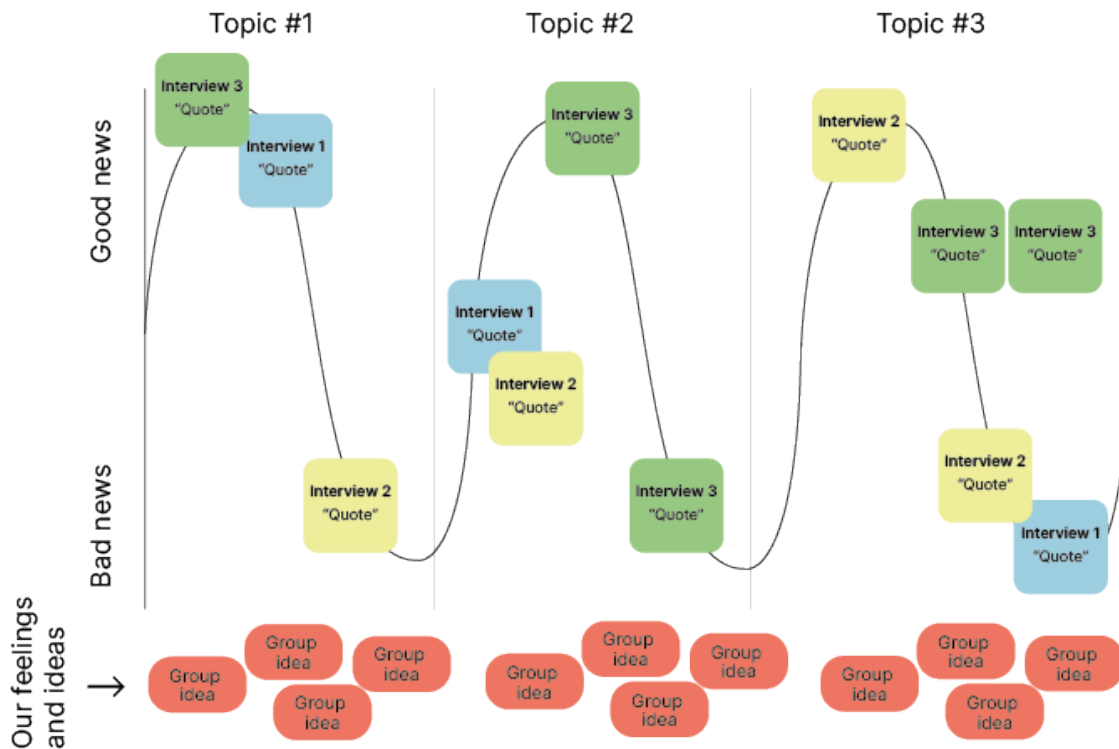 Topic #1
Topic #2
Topic #3
Good news
Bad news
Interview 3
“Quote”
Interview 1
“Quote”
Interview 2
“Quote”
Interview 3
“Quote”
Interview 1
“Quote”
Interview 2
“Quote”
Interview 3
“Quote”
Interview 2
“Quote”
Interview 3
“Quote”
Interview 3
“Quote”
Interview 2
“Quote”
Interview 1
“Quote”
Our feelings
and ideas
Group
idea
Group
idea
Group
idea
Group
idea
Group
idea
Group
idea
Group
idea
Group
idea
Group
idea
Group
idea
Group
idea
Group
idea